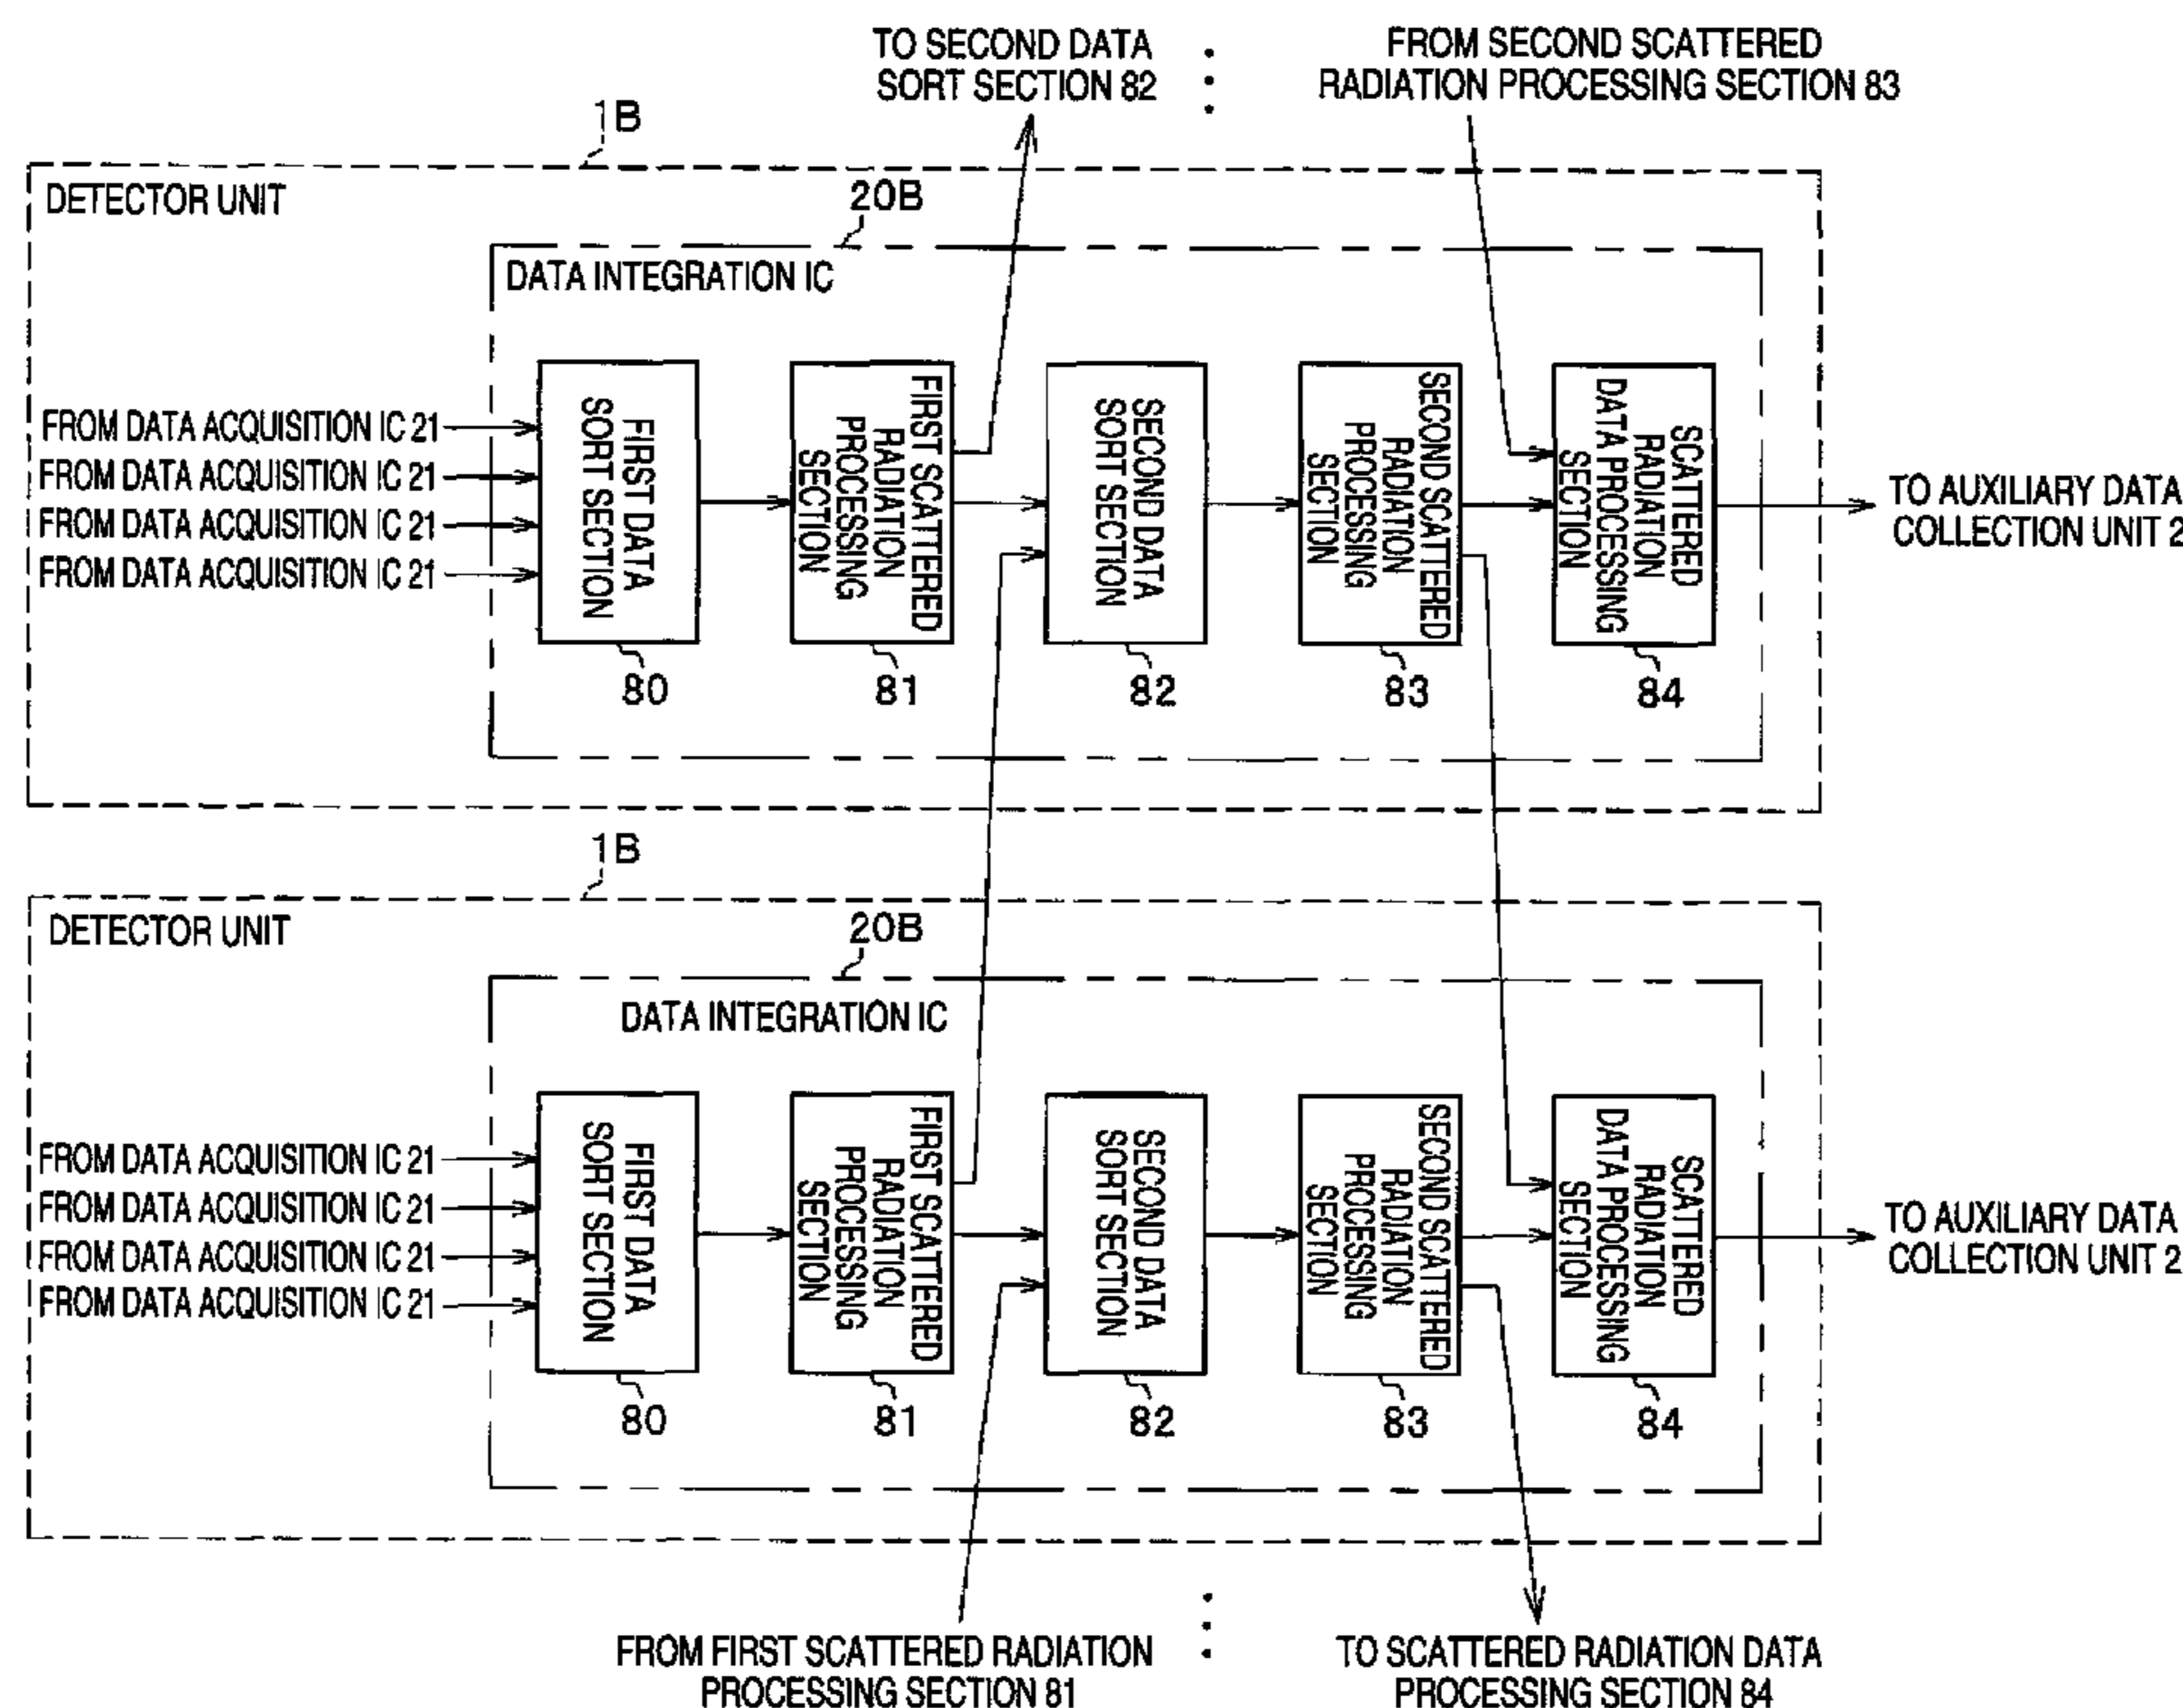 TO SECOND DATA
SORT SECTION 82
FROM SECOND SCATTERED
RADIATION PROCESSING SECTION 83
1B
DETECTOR UNIT
20B
DATA INTEGRATION IC
FROM DATA ACQUISITION IC 21
FROM DATA ACQUISITION IC 21
FROM DATA ACQUISITION IC 21
FROM DATA ACQUISITION IC 21
FIRST DATA
SORT SECTION
80
FIRST SCATTERED
RADIATION
PROCESSING
SECTION
81
SECOND DATA
SORT SECTION
82
SECOND SCATTERED
RADIATION
PROCESSING
SECTION
83
SCATTERED
RADIATION
DATA PROCESSING
SECTION
84
TO AUXILIARY DATA
COLLECTION UNIT 2
1B
DETECTOR UNIT
20B
DATA INTEGRATION IC
FROM DATA ACQUISITION IC 21
FROM DATA ACQUISITION IC 21
FROM DATA ACQUISITION IC 21
FROM DATA ACQUISITION IC 21
FIRST DATA
SORT SECTION
80
FIRST SCATTERED
RADIATION
PROCESSING
SECTION
81
SECOND DATA
SORT SECTION
82
SECOND SCATTERED
RADIATION
PROCESSING
SECTION
83
SCATTERED
RADIATION
DATA PROCESSING
SECTION
84
TO AUXILIARY DATA
COLLECTION UNIT 2
FROM FIRST SCATTERED RADIATION
PROCESSING SECTION 81
TO SCATTERED RADIATION DATA
PROCESSING SECTION 84